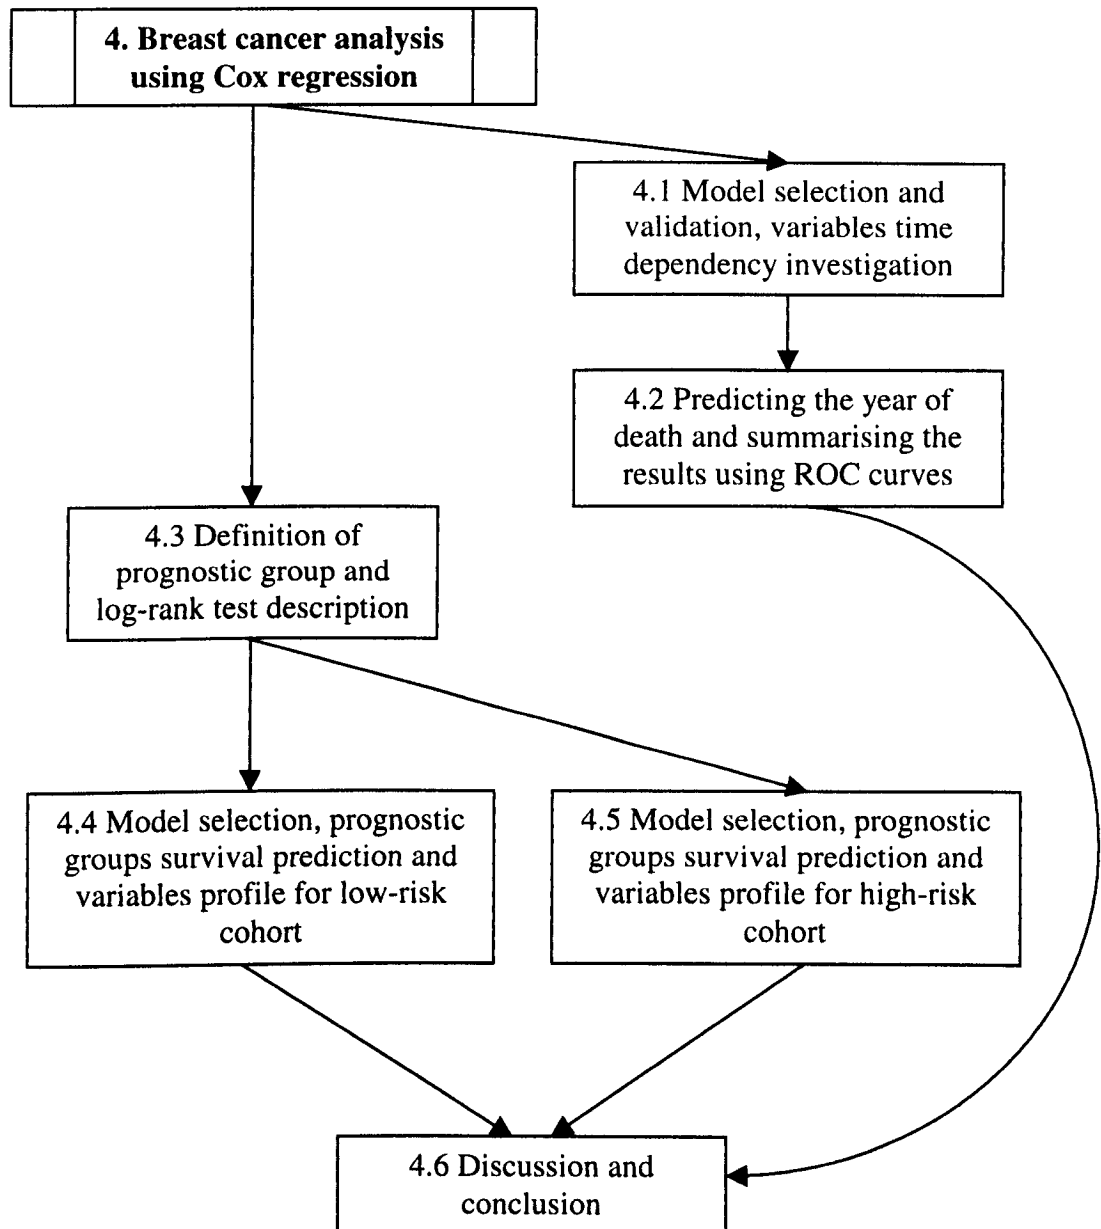 4. Breast cancer analysis
using Cox regression
4.1 Model selection and
validation, variables time
dependency investigation
4.2 Predicting the year of
death and summarising the
results using ROC curves
4.3 Definition of
prognostic group and
log-rank test description
4.4 Model selection, prognostic
groups survival prediction and
variables profile for low-risk
cohort
4.5 Model selection, prognostic
groups survival prediction and
variables profile for high-risk
cohort
4.6 Discussion and
conclusion